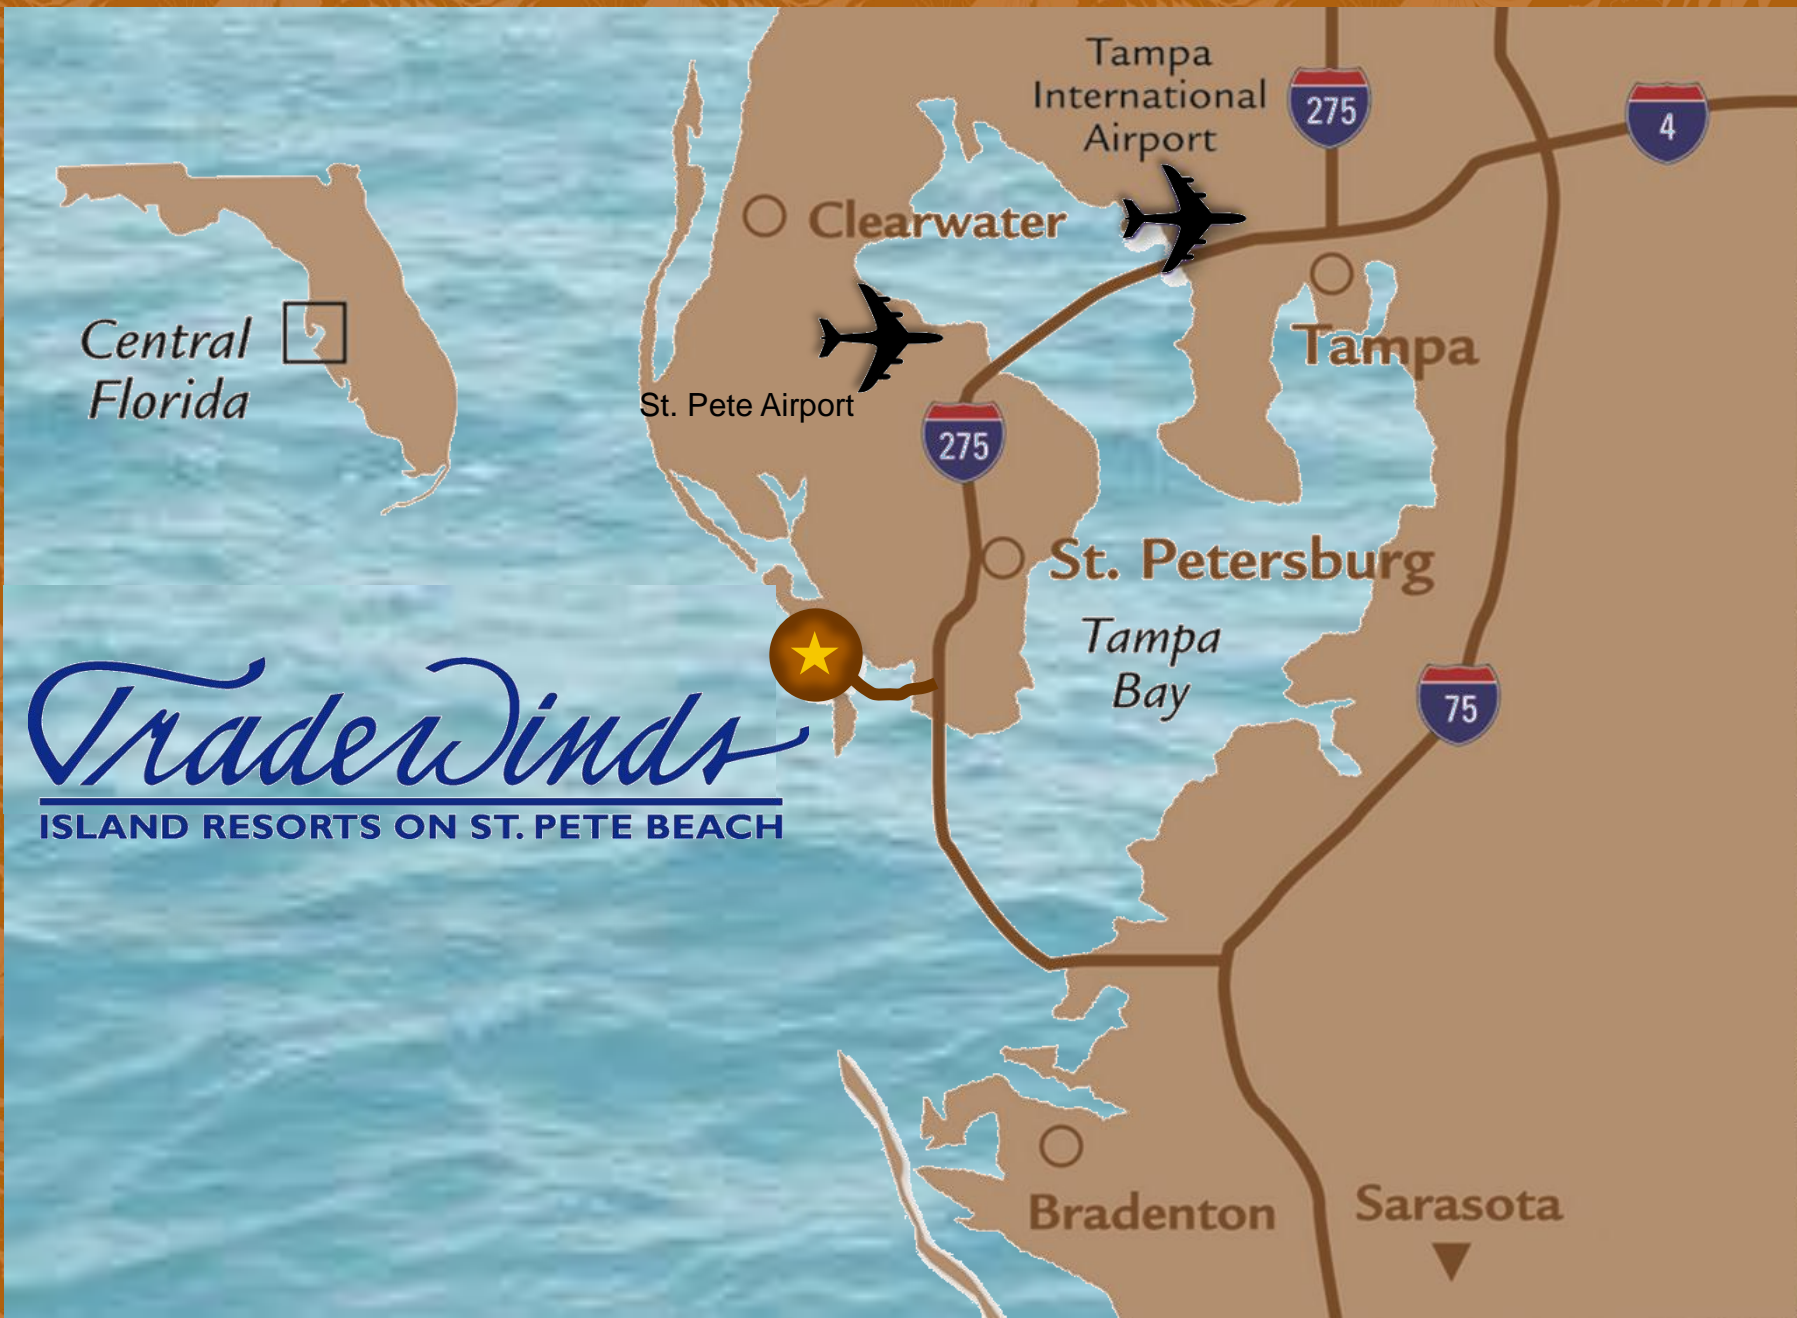 Tampa
International
Airport
275
4
Clearwater
Central
Florida
Tampa
St. Pete Airport
275
St. Petersburg
Tampa
Bay
TradeWinds
ISLAND RESORTS ON ST. PETE BEACH
75
Bradenton
Sarasota